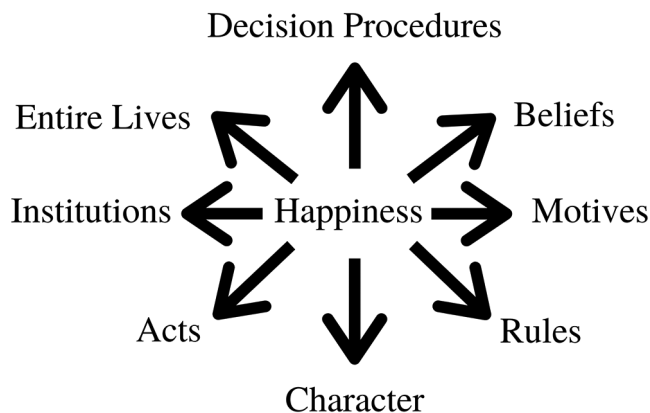 Decision Procedures
Entire Lives
Beliefs
Institutions
Happiness
Motives
Acts
Rules
Character